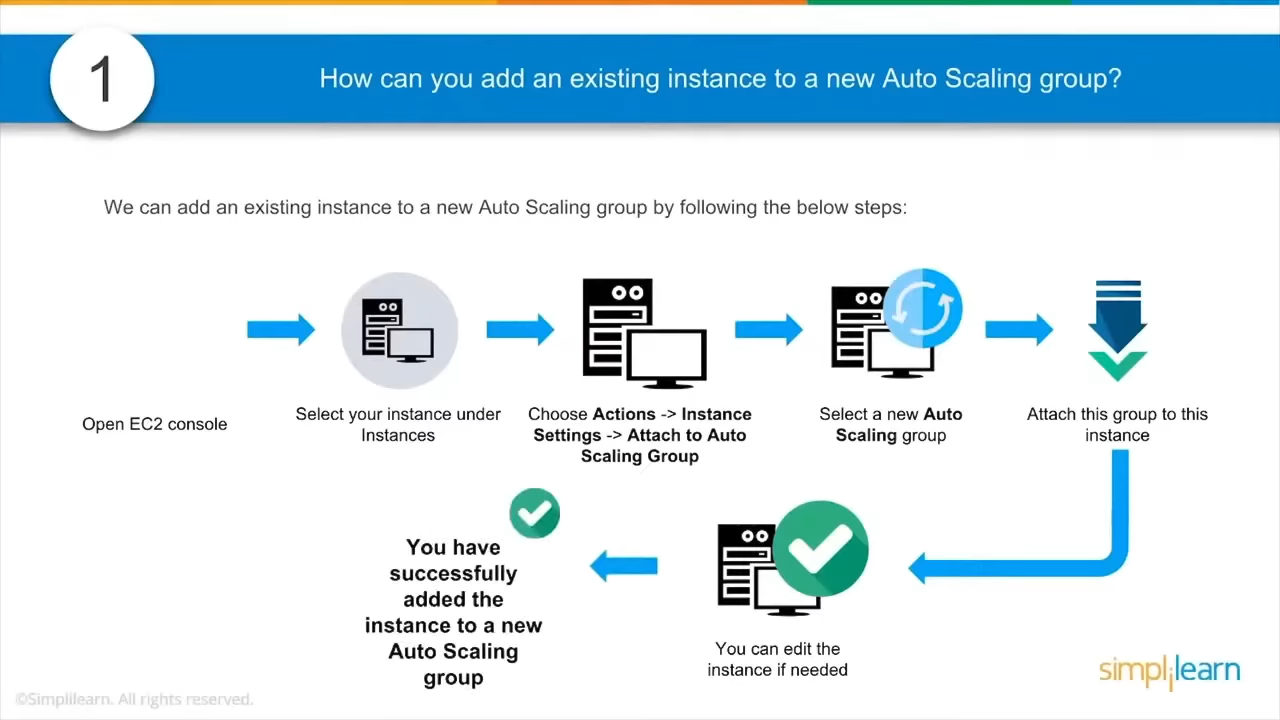 1
How can you add an existing instance to a new Auto Scaling group?
We can add an existing instance to a new Auto Scaling group by following the below steps:
Open EC2 console
Select your instance under
Instances
Choose Actions -> Instance
Settings -> Attach to Auto
Scaling Group
Select a new Auto
Scaling group
Attach this group to this
instance
You can edit the
instance if needed
You have
successfully
added the
instance to a new
Auto Scaling
group
simplilearn
©Simplilearn. All rights reserved.